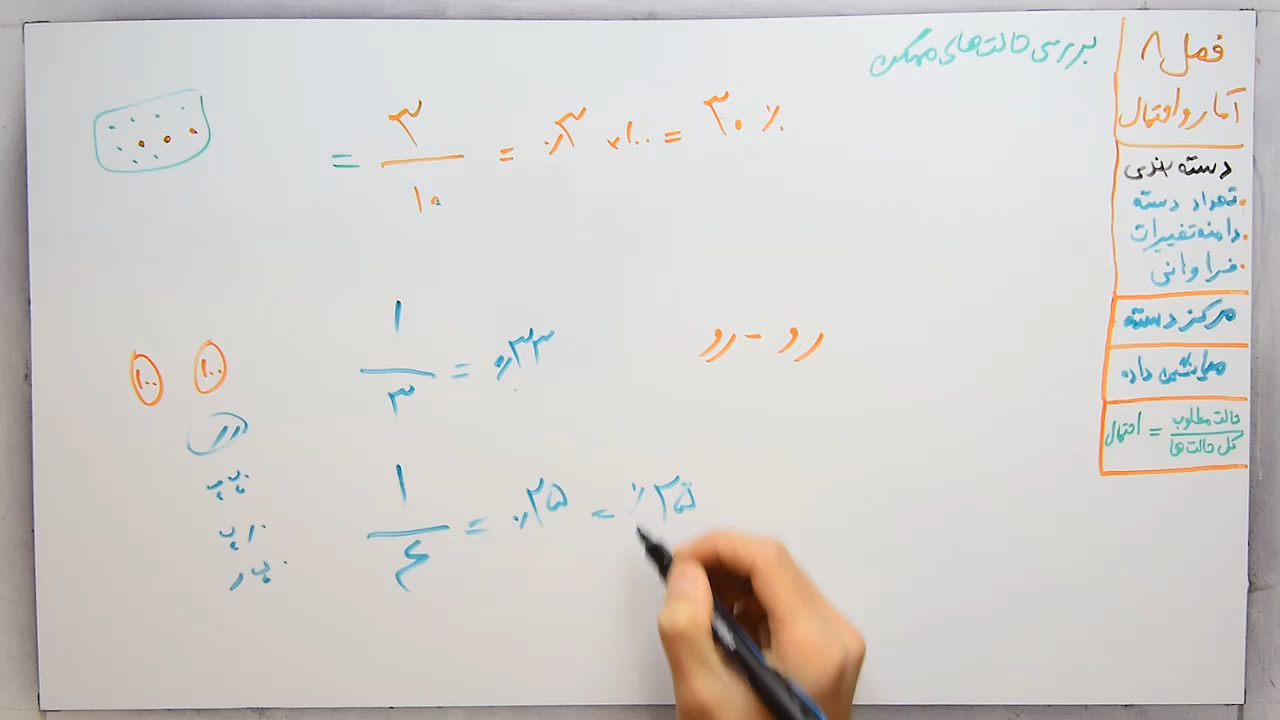 بررسی حالت‌های ممکن
فصل ۸
آمار و احتمال
دسته بندی
تعداد دسته
دامنه تغییرات
فراوانی
مرکز دسته
میانگین داده
احتمال = حالت مطلوب / کل حالت‌ها
= ۳/۱۰ = ۰/۳ ×۱۰۰ = ۳۰٪
۱۰۰ ۱۰۰
۱/۳ = ۰/۳۳
رو - رو
ر ر
پ پ
ر پ
پ ر
۱/۴ = ۰/۲۵ = ٪۲۵